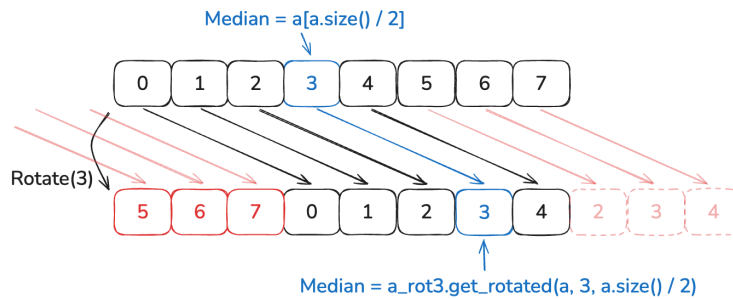 Median = a[a.size() / 2]
0 1 2 3 4 5 6 7
Rotate(3)
5 6 7 0 1 2 3 4 2 3 4
Median = a_rot3.get_rotated(a, 3, a.size() / 2)